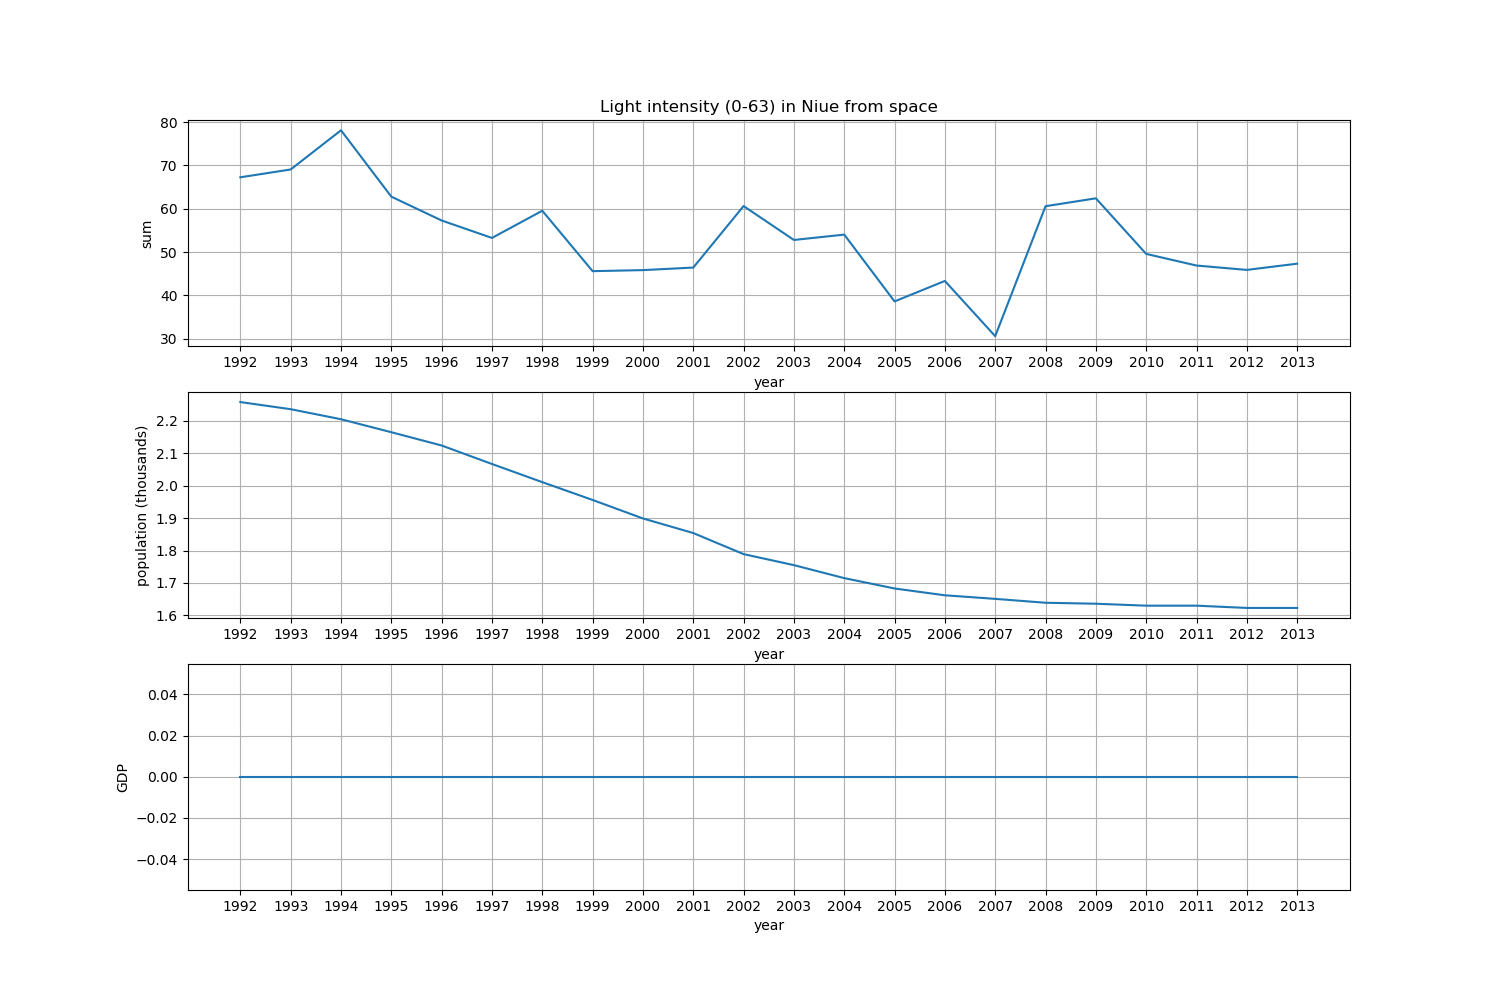 Light intensity (0-63) in Niue from space
80
70
60
50
40
30
sum
1992 1993 1994 1995 1996 1997 1998 1999 2000 2001 2002 2003 2004 2005 2006 2007 2008 2009 2010 2011 2012 2013
year
2.2
2.1
2.0
1.9
1.8
1.7
1.6
population (thousands)
1992 1993 1994 1995 1996 1997 1998 1999 2000 2001 2002 2003 2004 2005 2006 2007 2008 2009 2010 2011 2012 2013
year
0.04
0.02
0.00
−0.02
−0.04
GDP
1992 1993 1994 1995 1996 1997 1998 1999 2000 2001 2002 2003 2004 2005 2006 2007 2008 2009 2010 2011 2012 2013
year